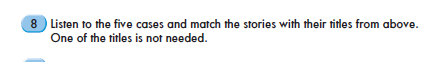 8 Listen to the five cases and match the stories with their titles from above.
One of the titles is not needed.